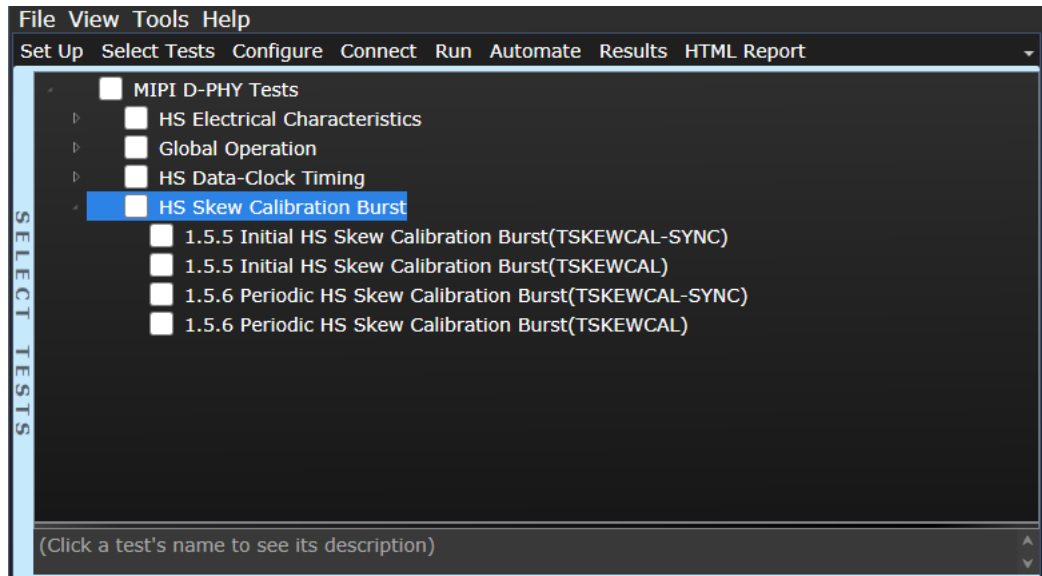 File View Tools Help
Set Up Select Tests Configure Connect Run Automate Results HTML Report
SELECT TESTS
MIPI D-PHY Tests
HS Electrical Characteristics
Global Operation
HS Data-Clock Timing
HS Skew Calibration Burst
1.5.5 Initial HS Skew Calibration Burst(TSKEWCAL-SYNC)
1.5.5 Initial HS Skew Calibration Burst(TSKEWCAL)
1.5.6 Periodic HS Skew Calibration Burst(TSKEWCAL-SYNC)
1.5.6 Periodic HS Skew Calibration Burst(TSKEWCAL)
(Click a test's name to see its description)